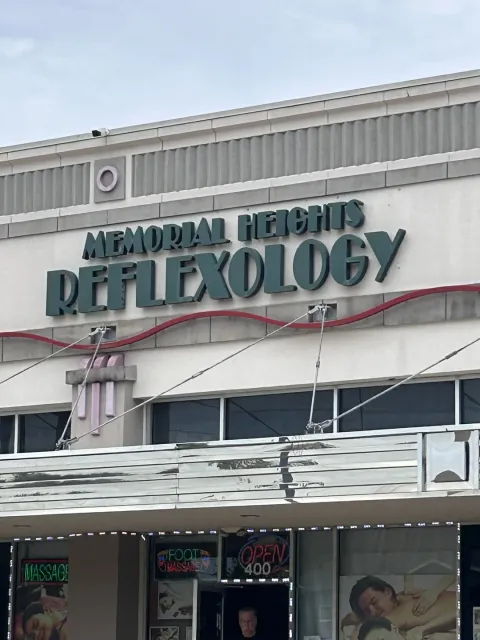 MEMORIAL HEIGHTS
REFLEXOLOGY
MASSAGE
FOOT
MASSAGE
OPEN
400